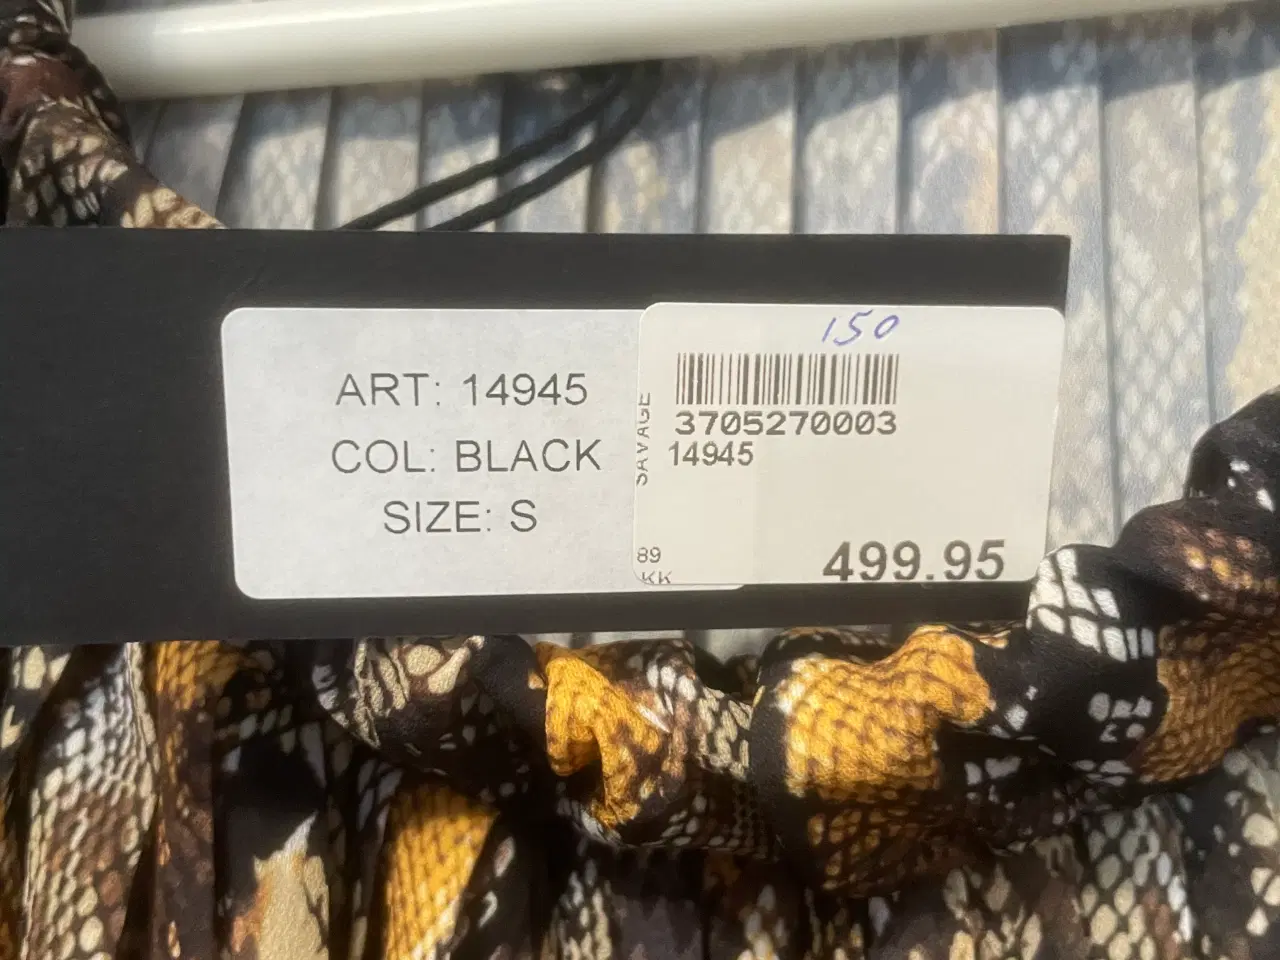 ART: 14945
COL: BLACK
SIZE: S
150
SAVAGE
3705270003
14945
89
KK
499.95